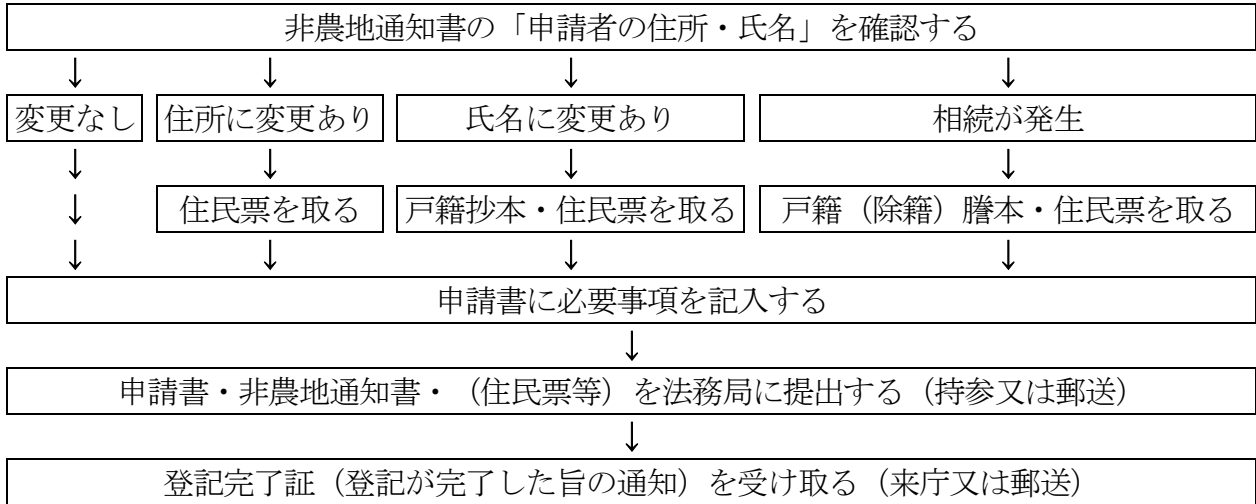 非農地通知書の「申請者の住所・氏名」を確認する
↓ ↓ ↓ ↓
変更なし 住所に変更あり 氏名に変更あり 相続が発生
↓ ↓ ↓ ↓
↓ 住民票を取る 戸籍抄本・住民票を取る 戸籍（除籍）謄本・住民票を取る
↓ ↓ ↓ ↓
申請書に必要事項を記入する
↓
申請書・非農地通知書・（住民票等）を法務局に提出する（持参又は郵送）
↓
登記完了証（登記が完了した旨の通知）を受け取る（来庁又は郵送）